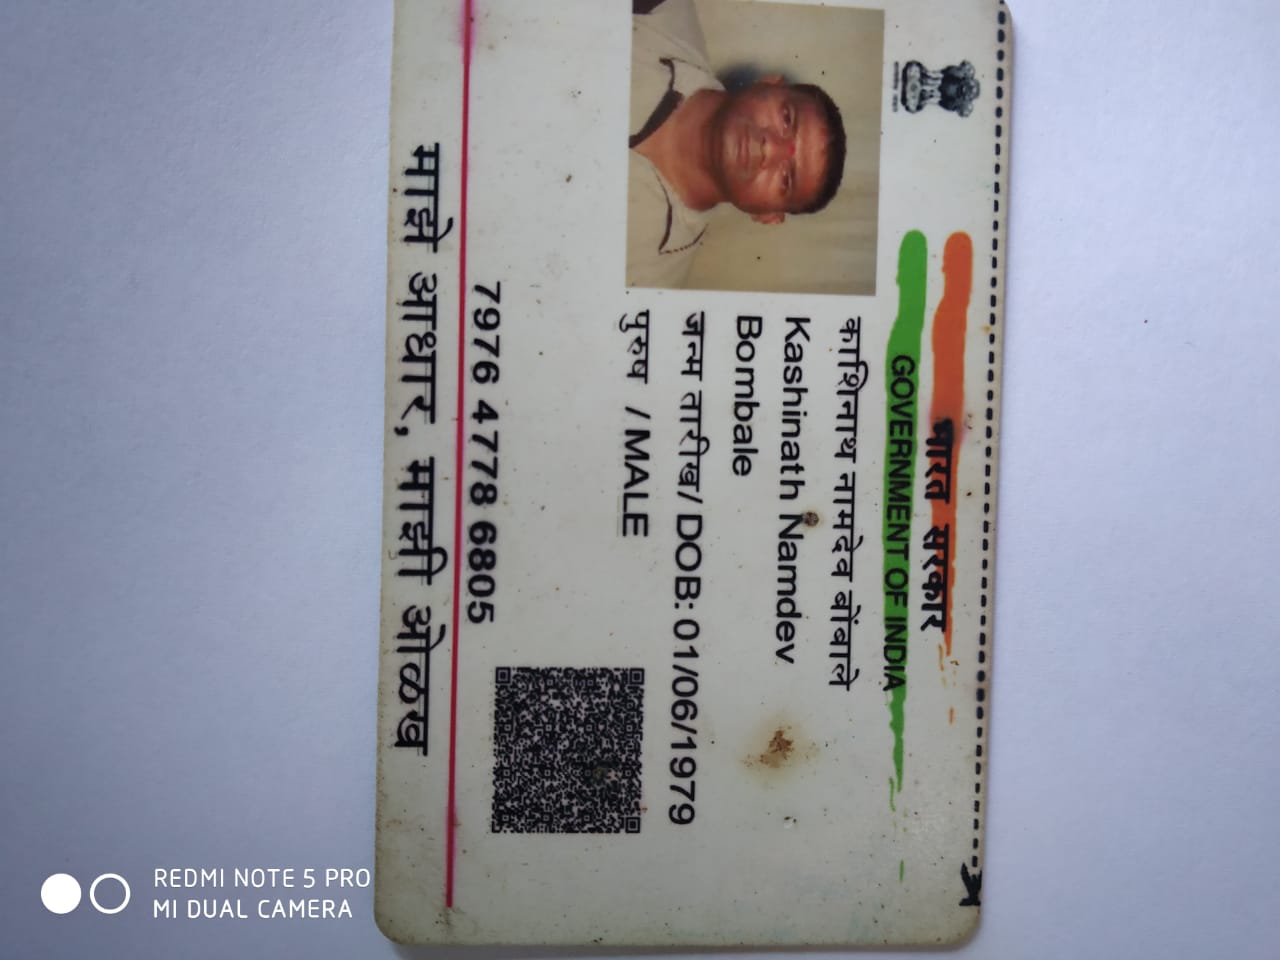 भारत सरकार
GOVERNMENT OF INDIA
काशिनाथ नामदेव बोंबाले
Kashinath Namdev
Bombale
जन्म तारीख/ DOB: 01/06/1979
पुरुष / MALE
7976 4778 6805
माझे आधार, माझी ओळख
REDMI NOTE 5 PRO
MI DUAL CAMERA